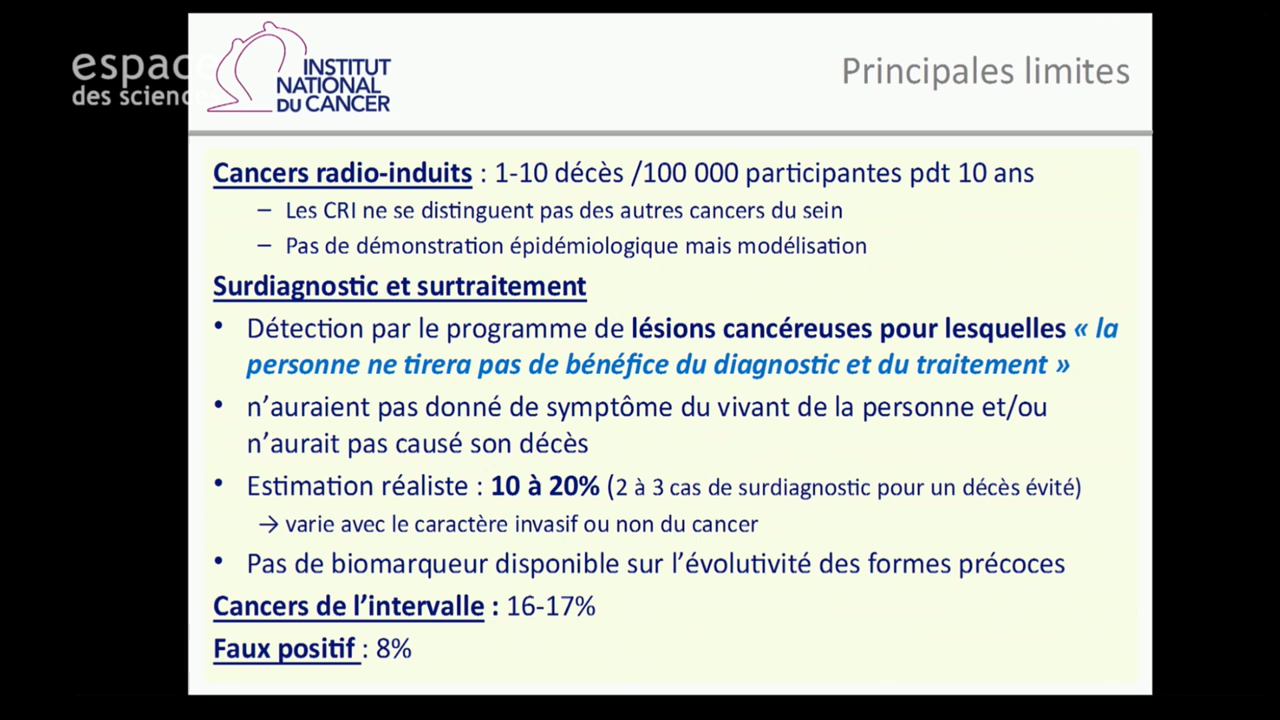 espace
des sciences
INSTITUT
NATIONAL
DU CANCER
Principales limites
Cancers radio-induits : 1-10 décès /100 000 participantes pdt 10 ans
– Les CRI ne se distinguent pas des autres cancers du sein
– Pas de démonstration épidémiologique mais modélisation
Surdiagnostic et surtraitement
• Détection par le programme de lésions cancéreuses pour lesquelles « la
personne ne tirera pas de bénéfice du diagnostic et du traitement »
• n’auraient pas donné de symptôme du vivant de la personne et/ou
n’aurait pas causé son décès
• Estimation réaliste : 10 à 20% (2 à 3 cas de surdiagnostic pour un décès évité)
→ varie avec le caractère invasif ou non du cancer
• Pas de biomarqueur disponible sur l’évolutivité des formes précoces
Cancers de l’intervalle : 16-17%
Faux positif : 8%